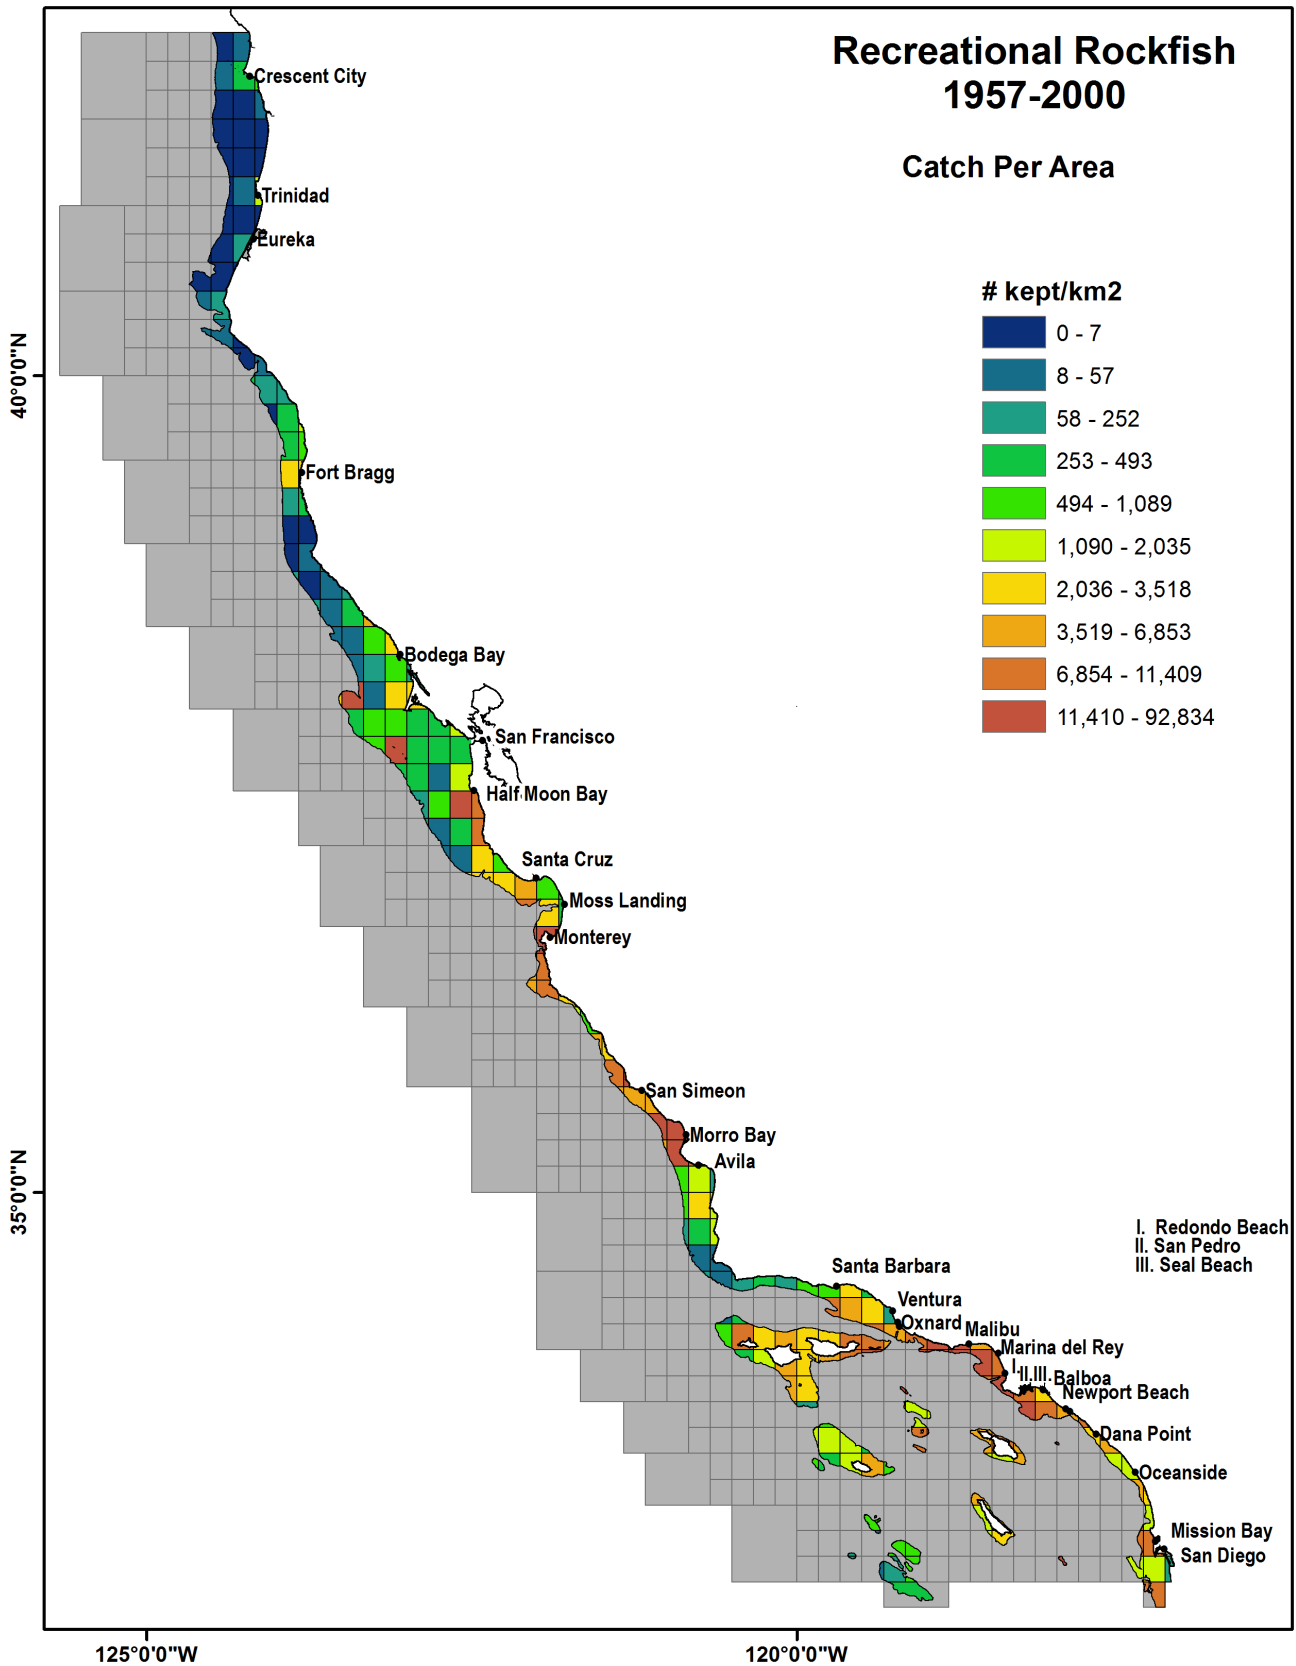 Recreational Rockfish
1957-2000
Catch Per Area
# kept/km2
0 - 7
8 - 57
58 - 252
253 - 493
494 - 1,089
1,090 - 2,035
2,036 - 3,518
3,519 - 6,853
6,854 - 11,409
11,410 - 92,834
Crescent City
Trinidad
Eureka
40°0'0"N
Fort Bragg
Bodega Bay
San Francisco
Half Moon Bay
Santa Cruz
Moss Landing
Monterey
San Simeon
Morro Bay
Avila
35°0'0"N
I. Redondo Beach
II. San Pedro
III. Seal Beach
Santa Barbara
Ventura
Oxnard
Malibu
Marina del Rey
I.
II.III.
Balboa
Newport Beach
Dana Point
Oceanside
Mission Bay
San Diego
125°0'0"W
120°0'0"W